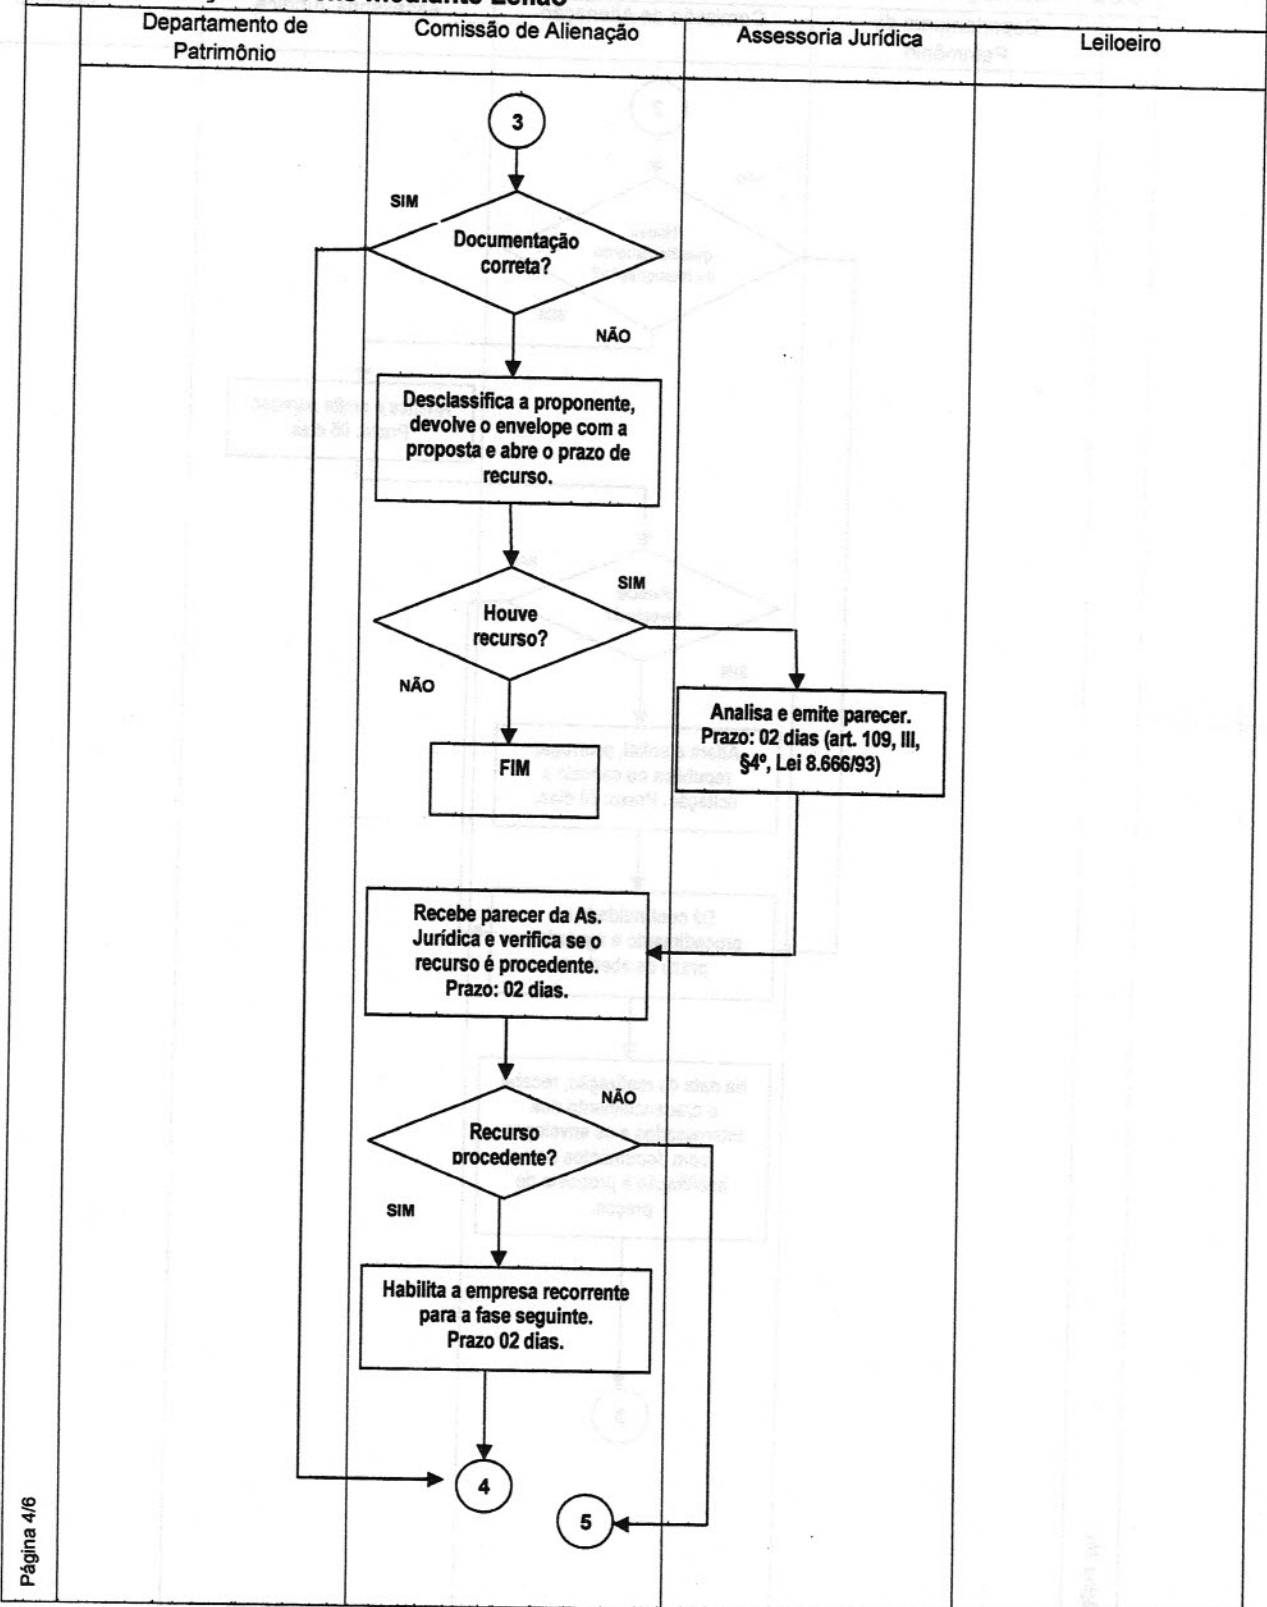 Bens mediante Leilão
Departamento de
Patrimônio
Comissão de Alienação
Assessoria Jurídica
Leiloeiro
3
SIM
Documentação
correta?
NÃO
Desclassifica a proponente,
devolve o envelope com a
proposta e abre o prazo de
recurso.
Houve
recurso?
SIM
NÃO
FIM
Analisa e emite parecer.
Prazo: 02 dias (art. 109, III,
§4º, Lei 8.666/93)
Recebe parecer da As.
Jurídica e verifica se o
recurso é procedente.
Prazo: 02 dias.
Recurso
procedente?
NÃO
SIM
Habilita a empresa recorrente
para a fase seguinte.
Prazo 02 dias.
4
5
Página 4/6